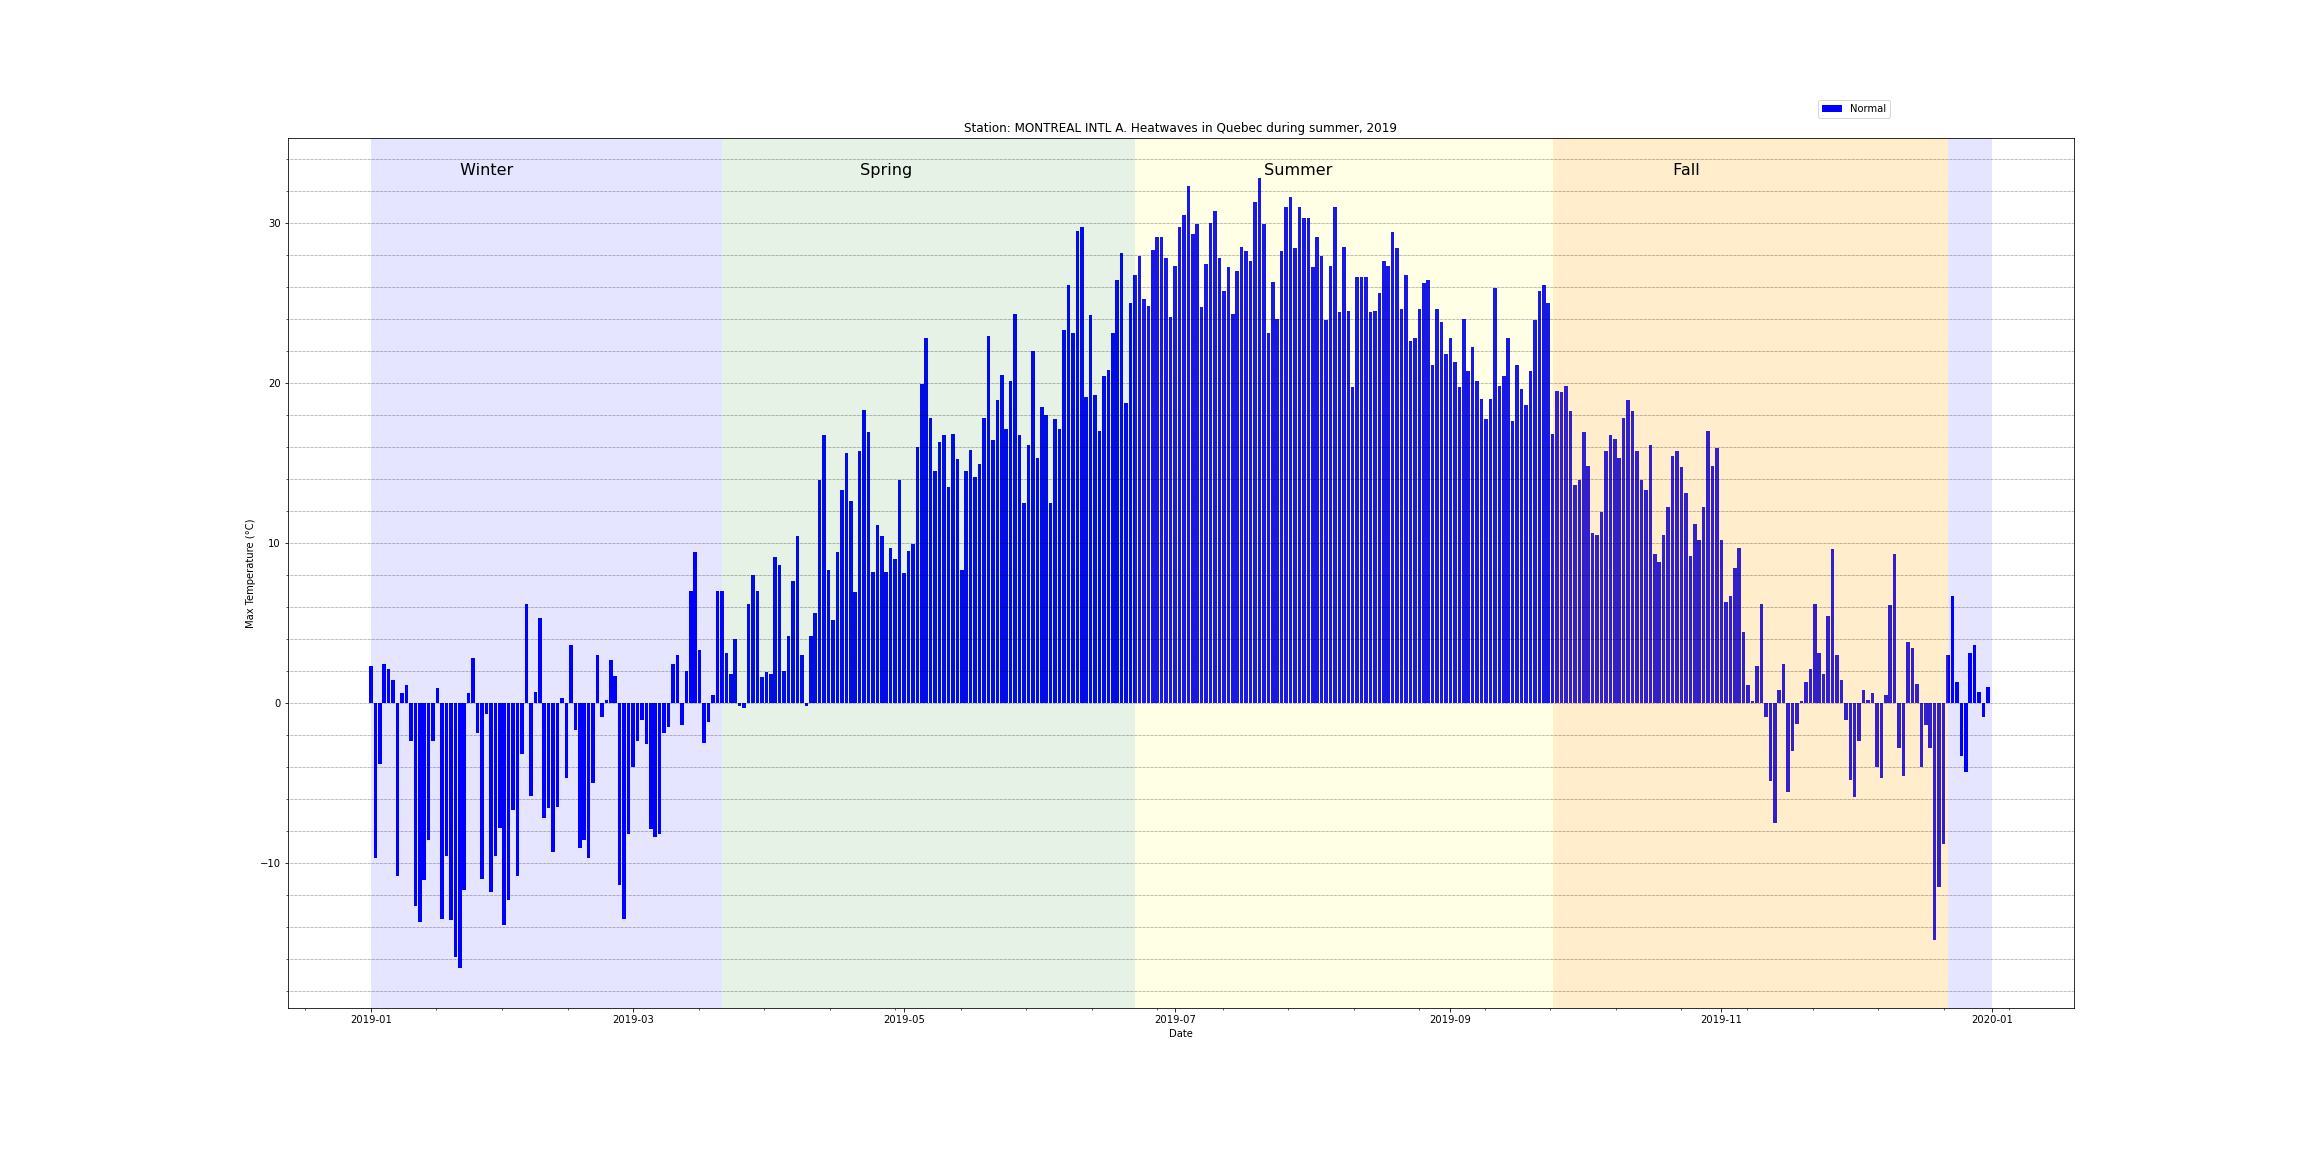 Normal
Station: MONTREAL INTL A. Heatwaves in Quebec during summer, 2019
Winter
Spring
Summer
Fall
30
20
10
0
−10
Max Temperature (°C)
2019-01
2019-03
2019-05
2019-07
2019-09
2019-11
2020-01
Date